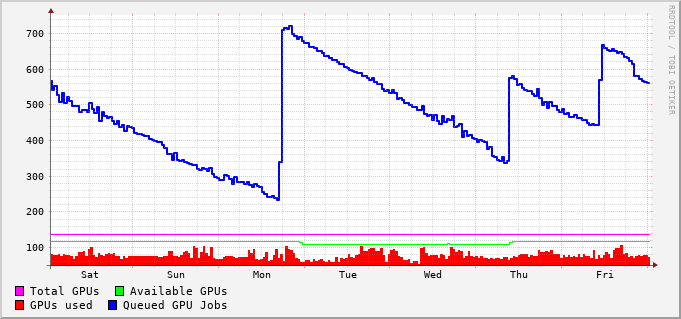 700
600
500
400
300
200
100
Sat Sun Mon Tue Wed Thu Fri
Total GPUs Available GPUs
GPUs used Queued GPU Jobs
RRDTOOL / TOBI OETIKER